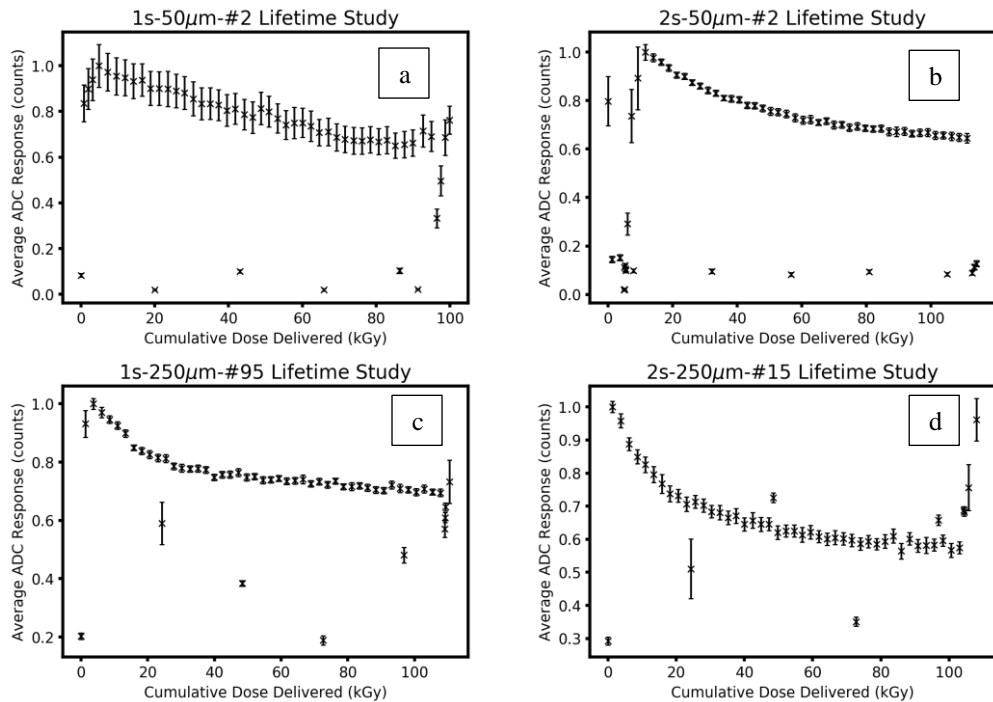 1s-50μm-#2 Lifetime Study
Average ADC Response (counts)
1.0
0.8
0.6
0.4
0.2
0.0
a
0 20 40 60 80 100
Cumulative Dose Delivered (kGy)
2s-50μm-#2 Lifetime Study
Average ADC Response (counts)
1.0
0.8
0.6
0.4
0.2
0.0
b
0 20 40 60 80 100
Cumulative Dose Delivered (kGy)
1s-250μm-#95 Lifetime Study
Average ADC Response (counts)
1.0
0.8
0.6
0.4
0.2
c
0 20 40 60 80 100
Cumulative Dose Delivered (kGy)
2s-250μm-#15 Lifetime Study
Average ADC Response (counts)
1.0
0.9
0.8
0.7
0.6
0.5
0.4
0.3
d
0 20 40 60 80 100
Cumulative Dose Delivered (kGy)